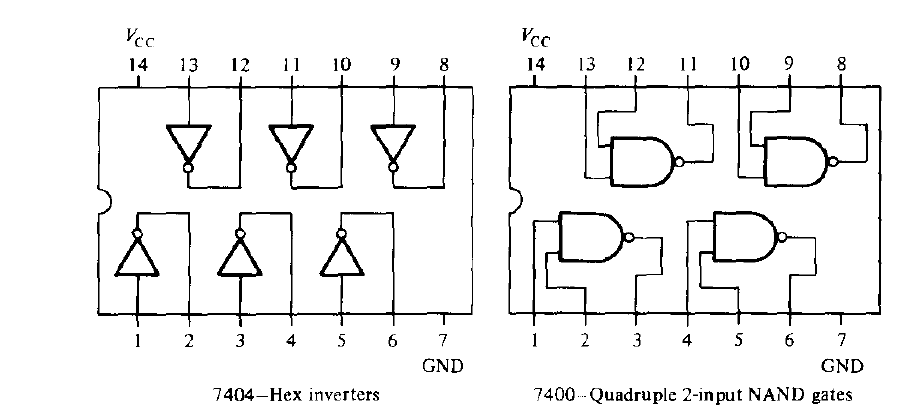 V_CC
14 13 12 11 10 9 8
1 2 3 4 5 6 7
GND
7404—Hex inverters
V_CC
14 13 12 11 10 9 8
1 2 3 4 5 6 7
GND
7400—Quadruple 2-input NAND gates